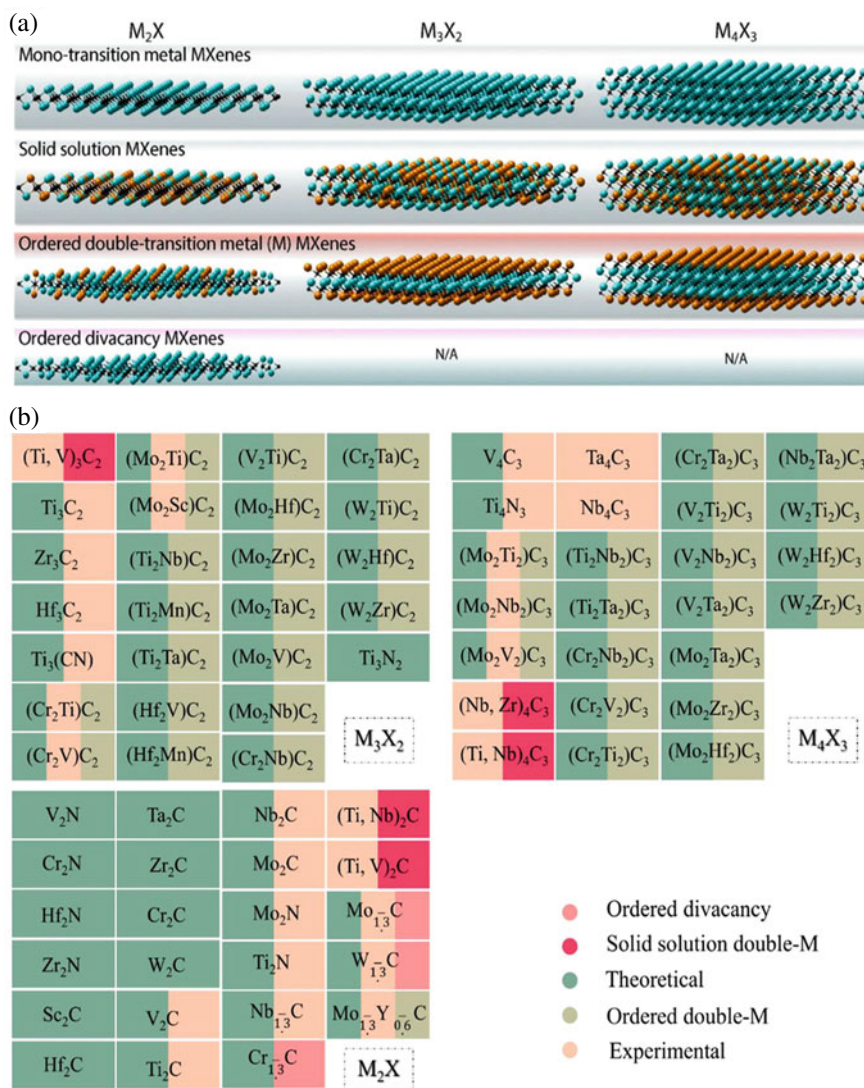 (a)
M₂X M₃X₂ M₄X₃
Mono-transition metal MXenes
Solid solution MXenes
Ordered double-transition metal (M) MXenes
Ordered divacancy MXenes
N/A N/A
(b)
(Ti, V)₃C₂ (Mo₂Ti)C₂ (V₂Ti)C₂ (Cr₂Ta)C₂
Ti₃C₂ (Mo₂Sc)C₂ (Mo₂Hf)C₂ (W₂Ti)C₂
Zr₃C₂ (Ti₂Nb)C₂ (Mo₂Zr)C₂ (W₂Hf)C₂
Hf₃C₂ (Ti₂Mn)C₂ (Mo₂Ta)C₂ (W₂Zr)C₂
Ti₃(CN) (Ti₂Ta)C₂ (Mo₂V)C₂ Ti₃N₂
(Cr₂Ti)C₂ (Hf₂V)C₂ (Mo₂Nb)C₂
(Cr₂V)C₂ (Hf₂Mn)C₂ (Cr₂Nb)C₂
M₃X₂
V₄C₃ Ta₄C₃ (Cr₂Ta₂)C₃ (Nb₂Ta₂)C₃
Ti₄N₃ Nb₄C₃ (V₂Ti₂)C₃ (W₂Ti₂)C₃
(Mo₂Ti₂)C₃ (Ti₂Nb₂)C₃ (V₂Nb₂)C₃ (W₂Hf₂)C₃
(Mo₂Nb₂)C₃ (Ti₂Ta₂)C₃ (V₂Ta₂)C₃ (W₂Zr₂)C₃
(Mo₂V₂)C₃ (Cr₂Nb₂)C₃ (Mo₂Ta₂)C₃
(Nb, Zr)₄C₃ (Cr₂V₂)C₃ (Mo₂Zr₂)C₃
(Ti, Nb)₄C₃ (Cr₂Ti₂)C₃ (Mo₂Hf₂)C₃
M₄X₃
V₂N Ta₂C Nb₂C (Ti, Nb)₂C
Cr₂N Zr₂C Mo₂C (Ti, V)₂C
Hf₂N Cr₂C Mo₂N Mo₁.₃C
Zr₂N W₂C Ti₂N W₁.₃C
Sc₂C V₂C Nb₁.₃C Mo₁.₃Y₀.₆C
Hf₂C Ti₂C Cr₁.₃C
M₂X
Ordered divacancy
Solid solution double-M
Theoretical
Ordered double-M
Experimental